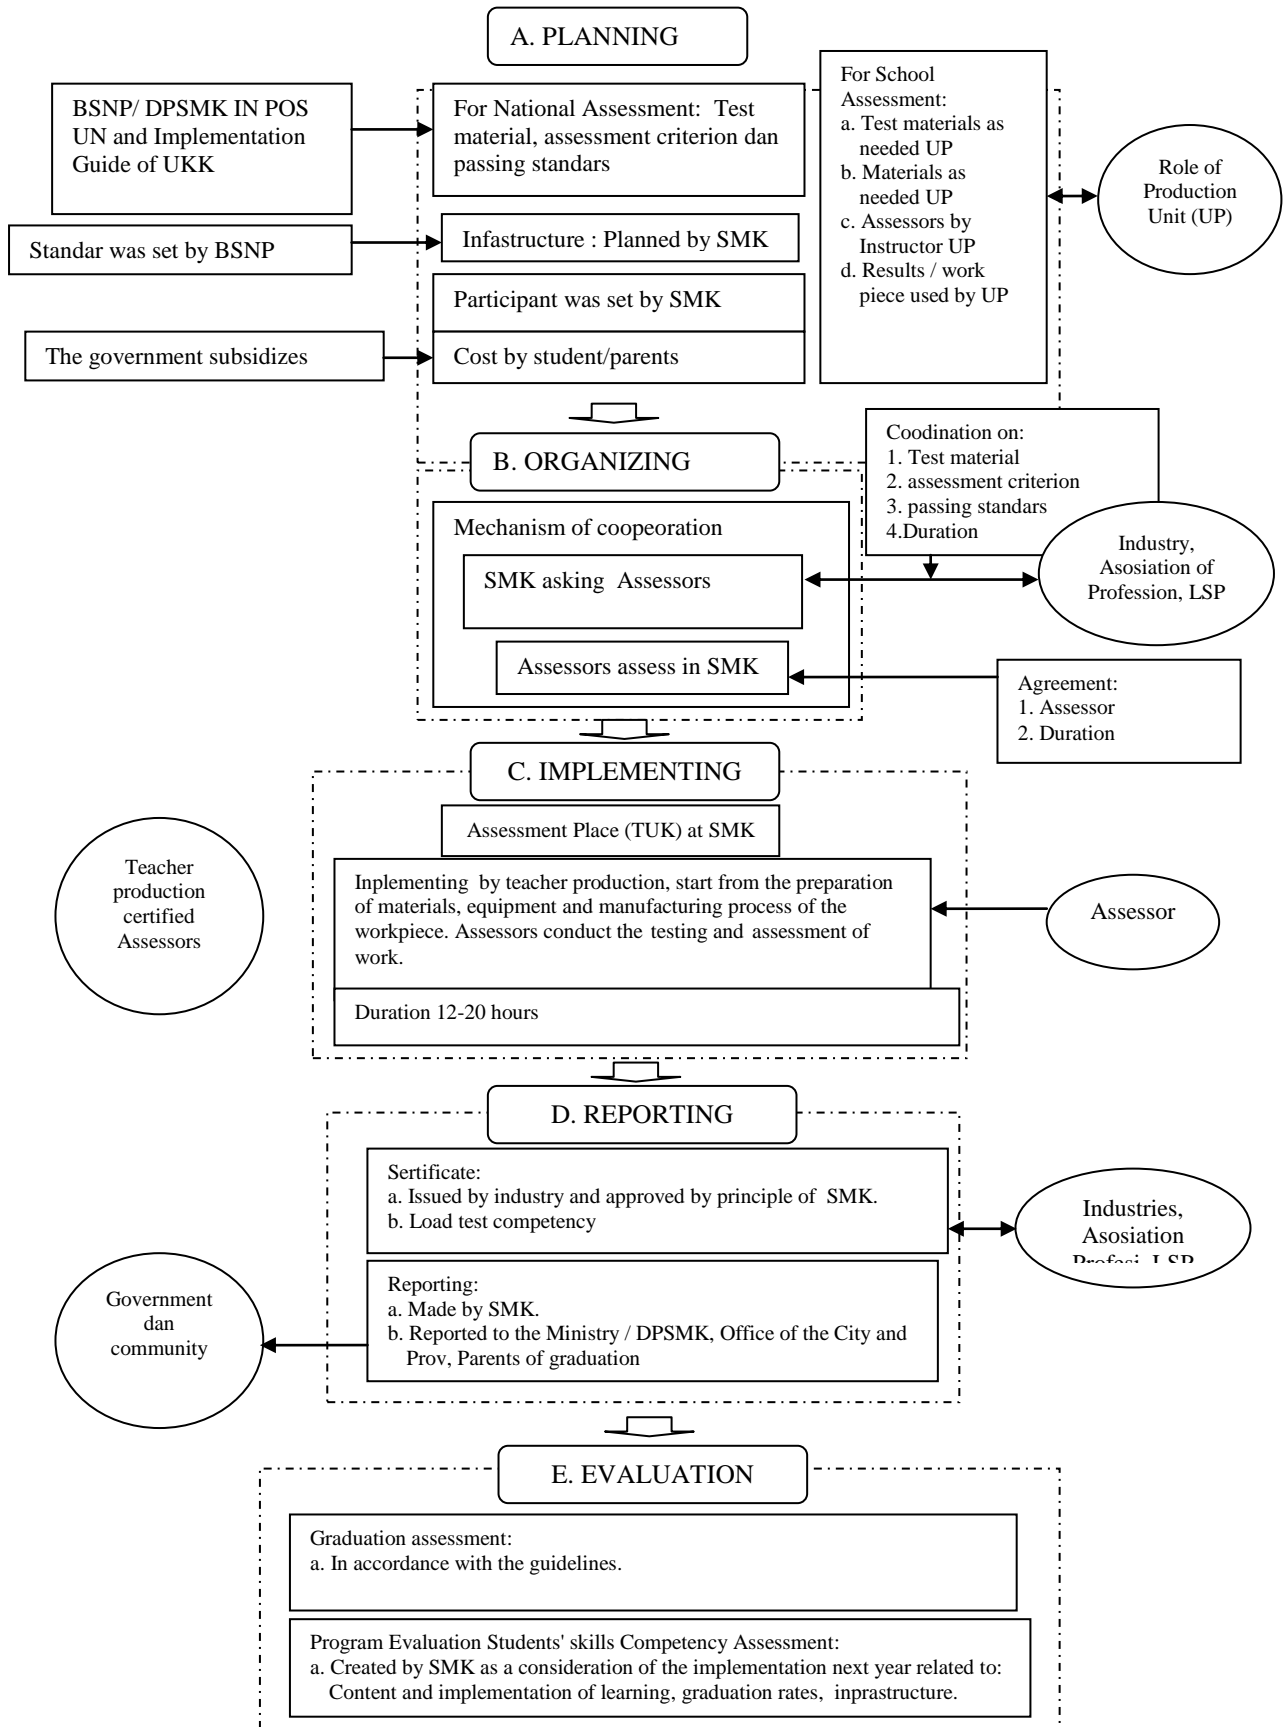 A. PLANNING
BSNP/ DPSMK IN POS
UN and Implementation
Guide of UKK
For National Assessment: Test
material, assessment criterion dan
passing standars
For School
Assessment:
a. Test materials as
needed UP
b. Materials as
needed UP
c. Assessors by
Instructor UP
d. Results / work
piece used by UP
Role of
Production
Unit (UP)
Standar was set by BSNP
Infastructure : Planned by SMK
Participant was set by SMK
The government subsidizes
Cost by student/parents
B. ORGANIZING
Coodination on:
1. Test material
2. assessment criterion
3. passing standars
4.Duration
Mechanism of coopeoration
SMK asking Assessors
Industry,
Asosiation of
Profession, LSP
Assessors assess in SMK
Agreement:
1. Assessor
2. Duration
C. IMPLEMENTING
Assessment Place (TUK) at SMK
Teacher
production
certified
Assessors
Inplementing by teacher production, start from the preparation
of materials, equipment and manufacturing process of the
workpiece. Assessors conduct the testing and assessment of
work.
Assessor
Duration 12-20 hours
D. REPORTING
Sertificate:
a. Issued by industry and approved by principle of SMK.
b. Load test competency
Industries,
Asosiation
Profesi, LSP
Reporting:
a. Made by SMK.
b. Reported to the Ministry / DPSMK, Office of the City and
Prov, Parents of graduation
Government
dan
community
E. EVALUATION
Graduation assessment:
a. In accordance with the guidelines.
Program Evaluation Students' skills Competency Assessment:
a. Created by SMK as a consideration of the implementation next year related to:
Content and implementation of learning, graduation rates, inprastructure.